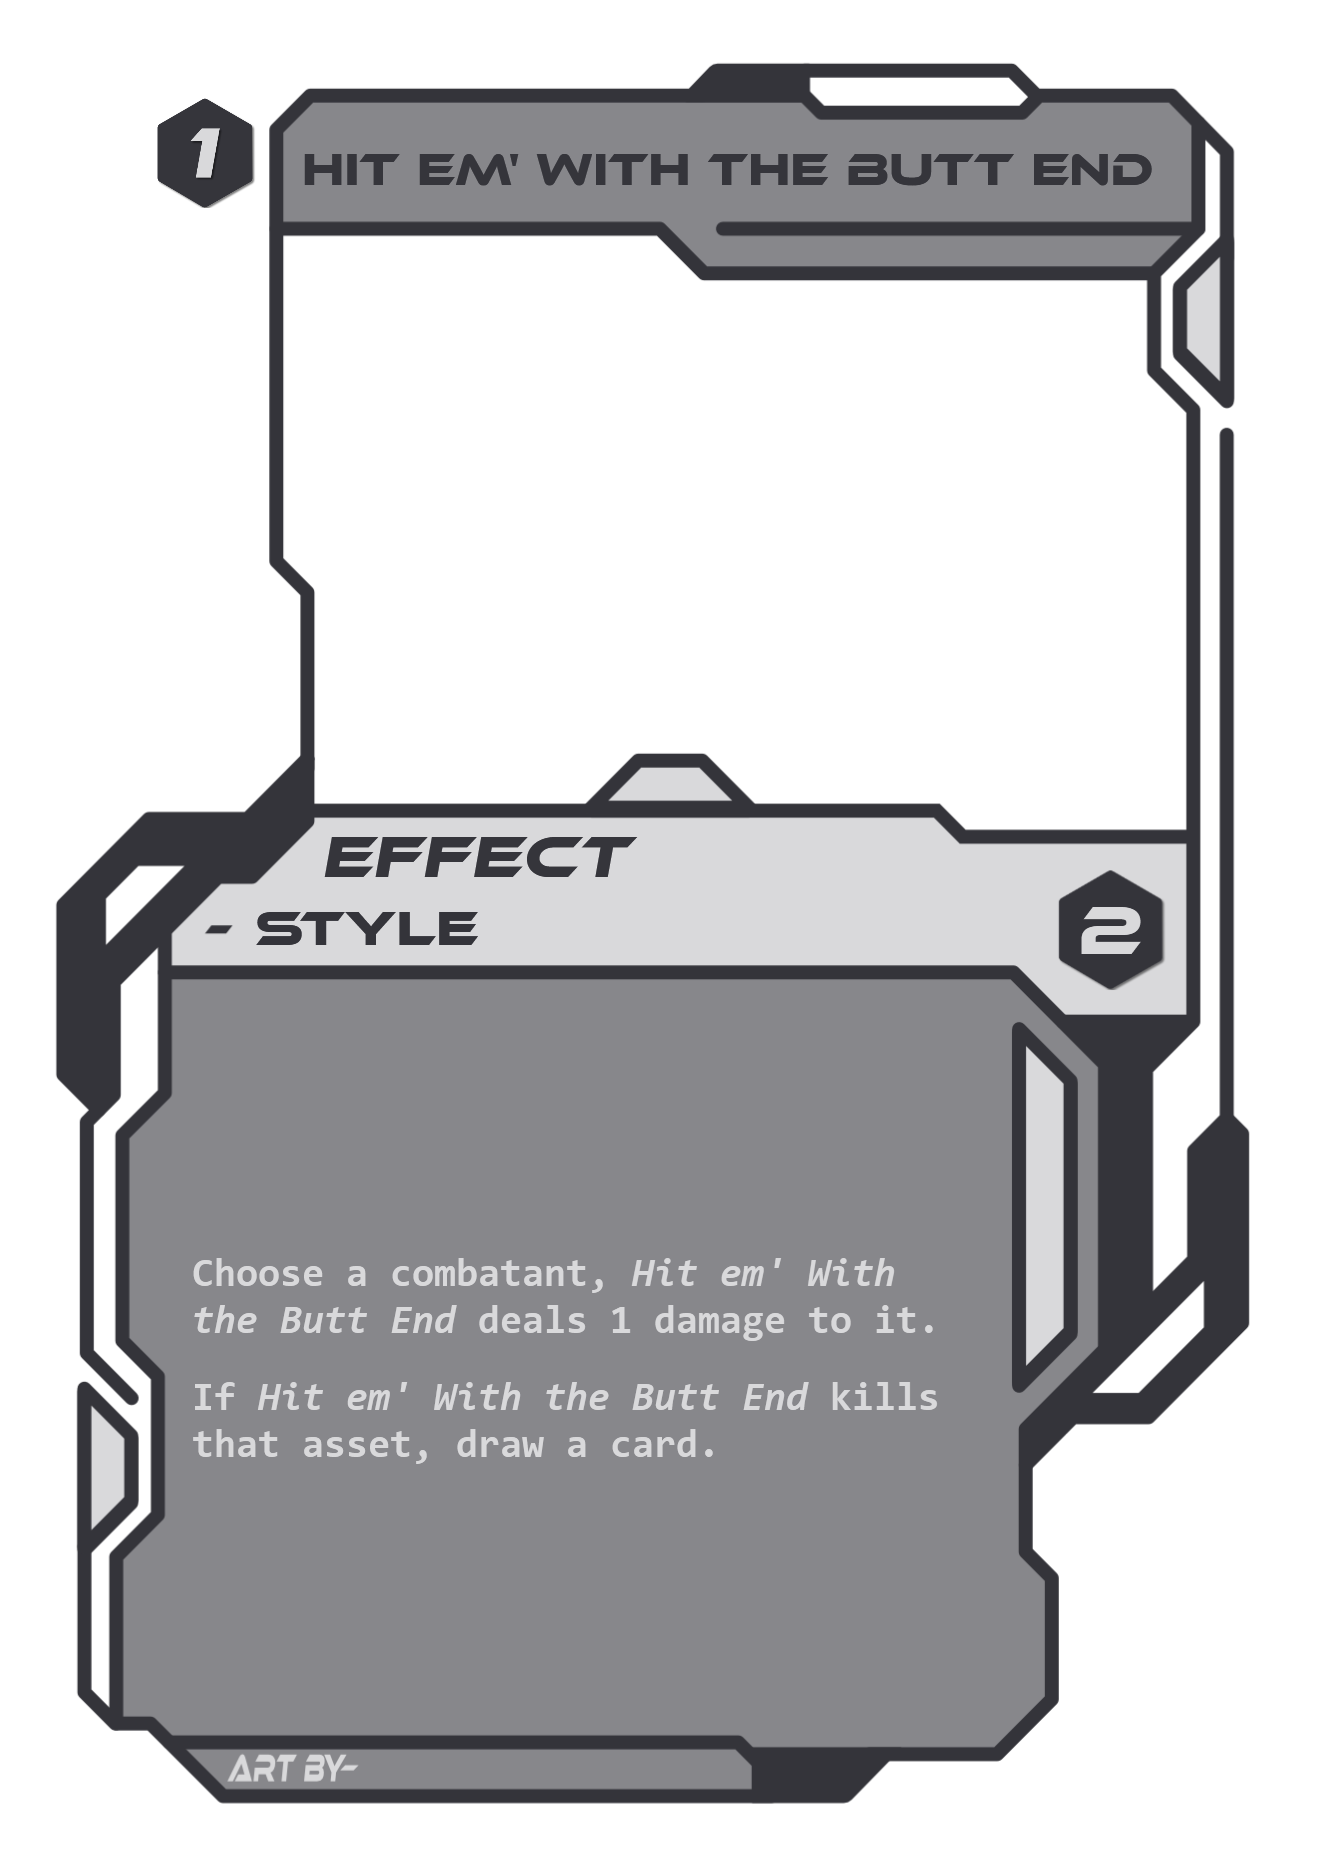 1
HIT EM' WITH THE BUTT END
EFFECT
- STYLE
2
Choose a combatant, Hit em' With
the Butt End deals 1 damage to it.
If Hit em' With the Butt End kills
that asset, draw a card.
ART BY-